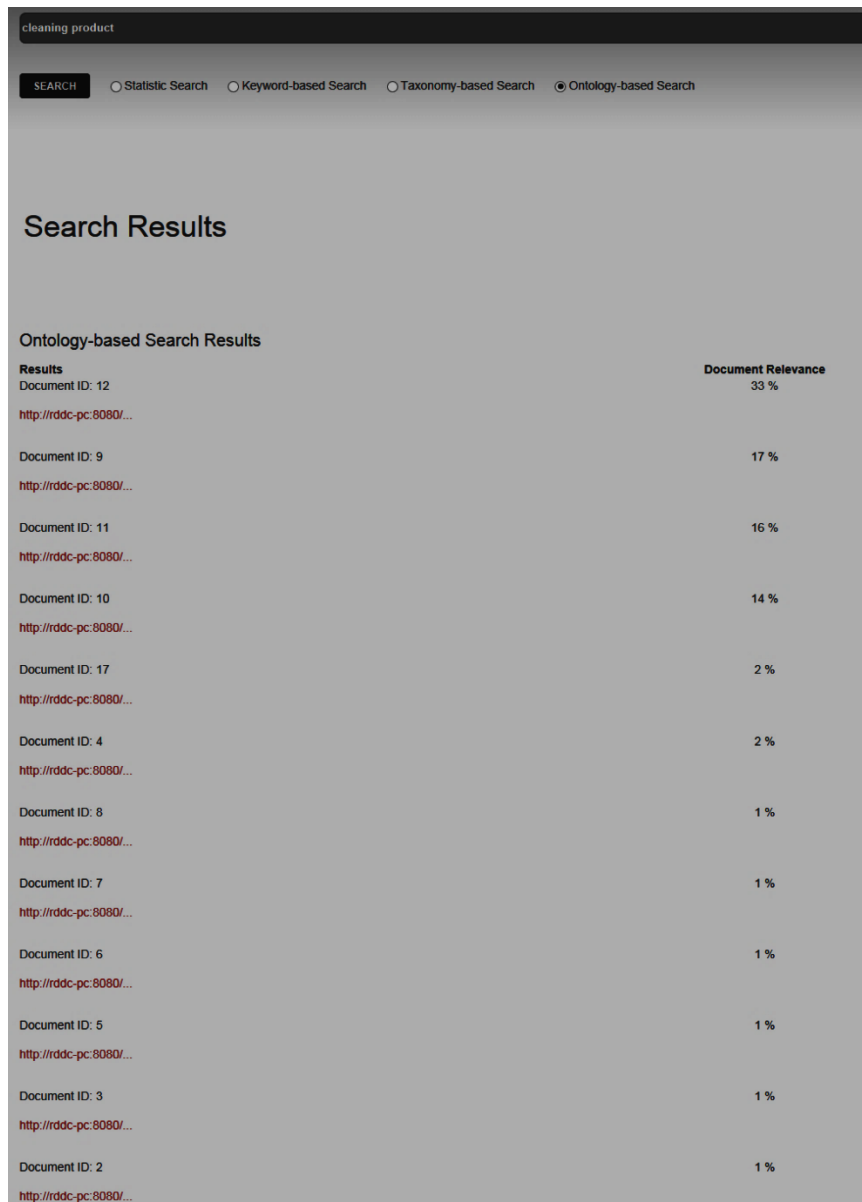 cleaning product
SEARCH Statistic Search Keyword-based Search Taxonomy-based Search Ontology-based Search
Search Results
Ontology-based Search Results
Results Document Relevance
Document ID: 12 33 %
http://rddc-pc:8080/...
Document ID: 9 17 %
http://rddc-pc:8080/...
Document ID: 11 16 %
http://rddc-pc:8080/...
Document ID: 10 14 %
http://rddc-pc:8080/...
Document ID: 17 2 %
http://rddc-pc:8080/...
Document ID: 4 2 %
http://rddc-pc:8080/...
Document ID: 8 1 %
http://rddc-pc:8080/...
Document ID: 7 1 %
http://rddc-pc:8080/...
Document ID: 6 1 %
http://rddc-pc:8080/...
Document ID: 5 1 %
http://rddc-pc:8080/...
Document ID: 3 1 %
http://rddc-pc:8080/...
Document ID: 2 1 %
http://rddc-pc:8080/...